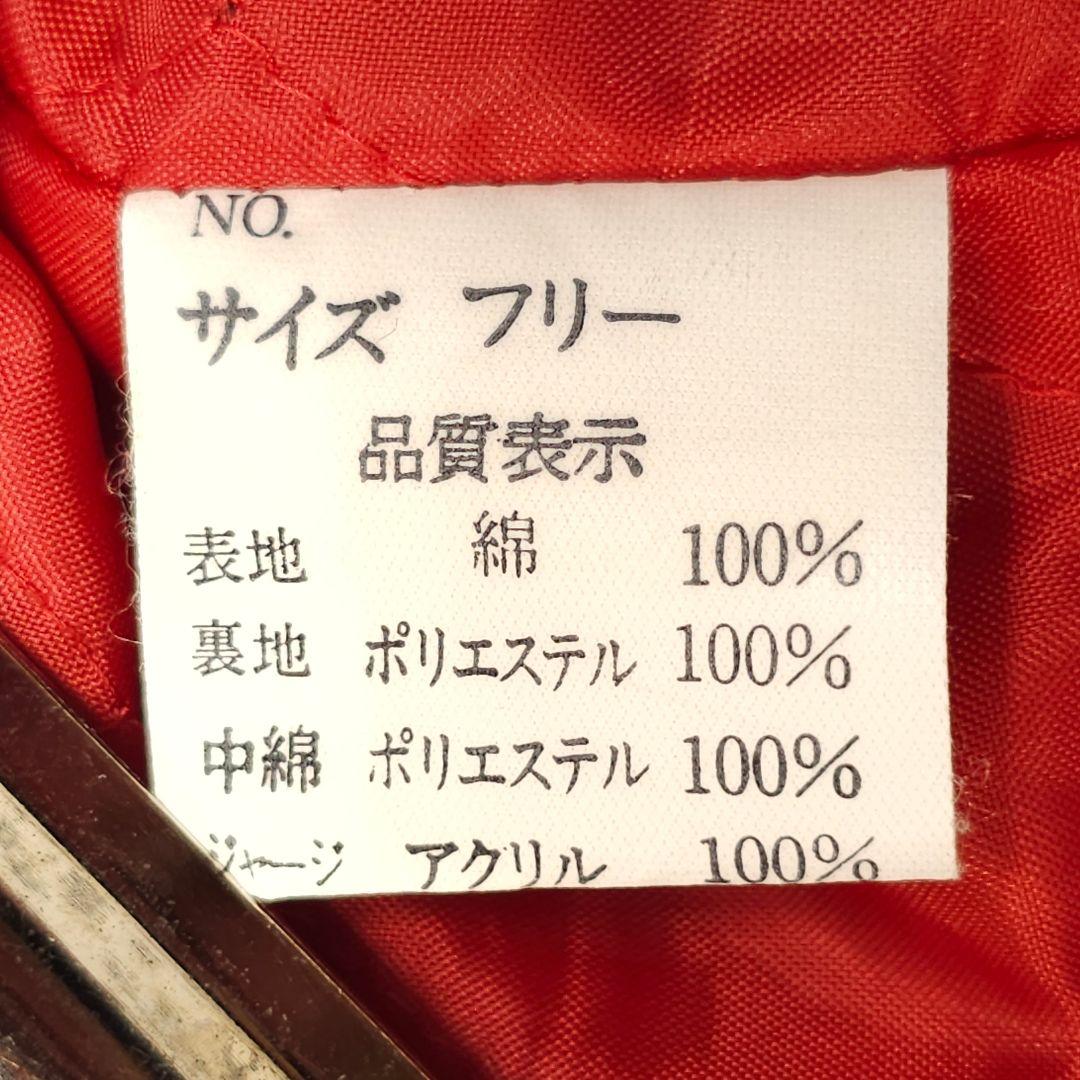 NO.
サイズ フリー
品質表示
表地 綿 100%
裏地 ポリエステル 100%
中綿 ポリエステル 100%
ジャージ アクリル 100%